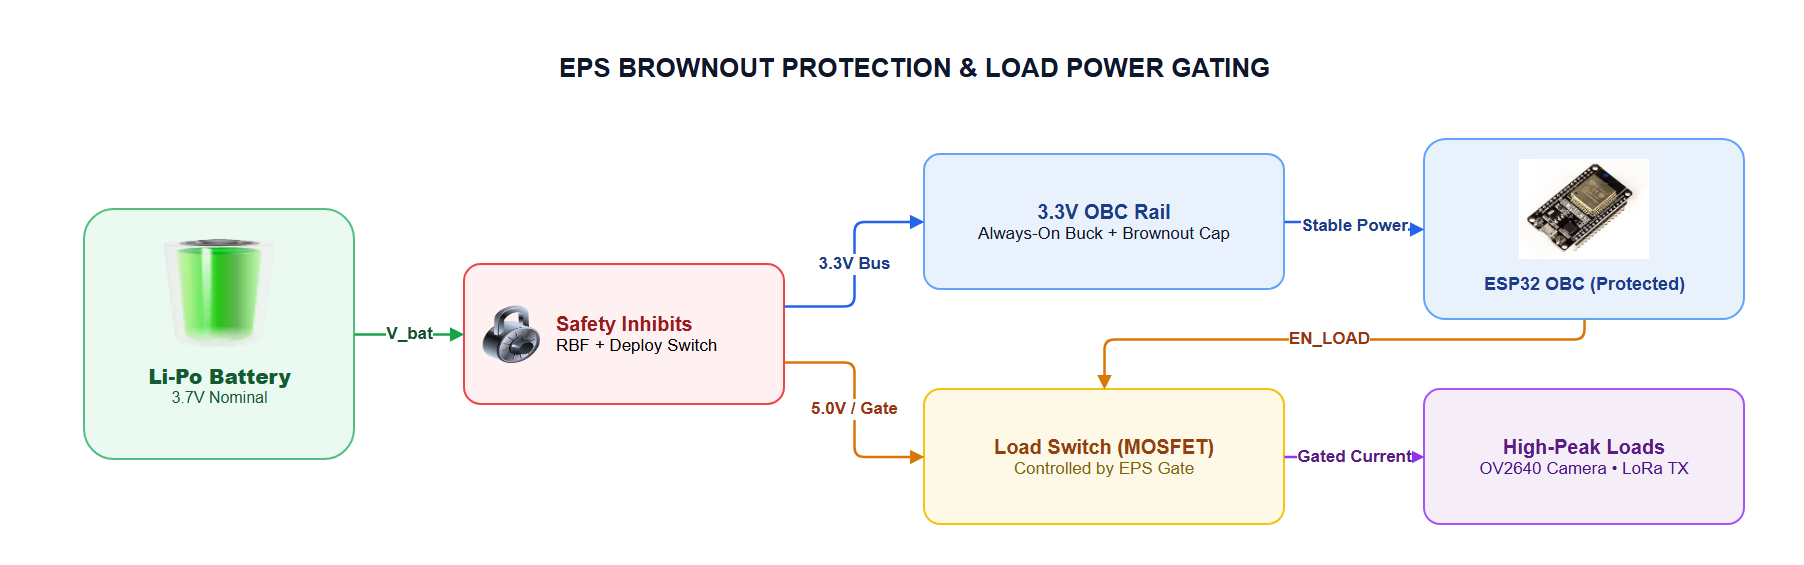 EPS BROWNOUT PROTECTION & LOAD POWER GATING
Li-Po Battery
3.7V Nominal
V_bat
Safety Inhibits
RBF + Deploy Switch
3.3V Bus
5.0V / Gate
3.3V OBC Rail
Always-On Buck + Brownout Cap
Stable Power
ESP32 OBC (Protected)
EN_LOAD
Load Switch (MOSFET)
Controlled by EPS Gate
Gated Current
High-Peak Loads
OV2640 Camera • LoRa TX